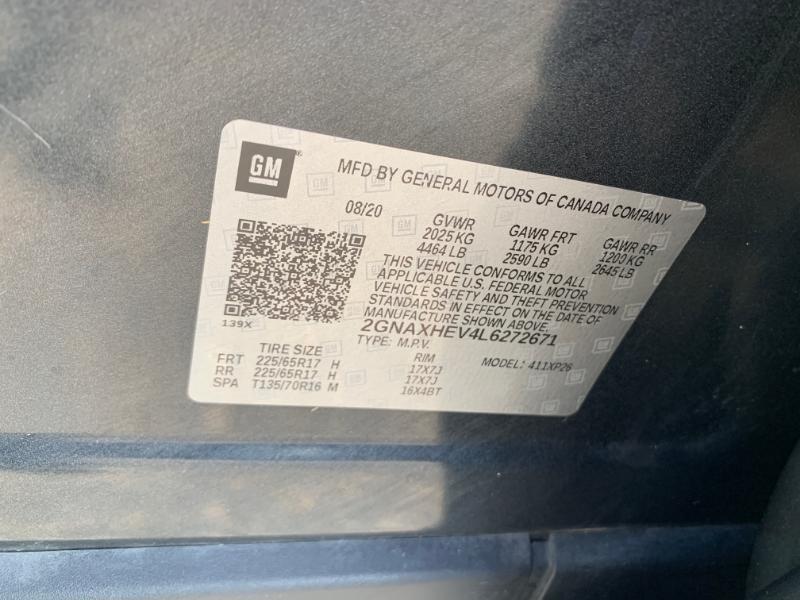 GM®
MFD BY GENERAL MOTORS OF CANADA COMPANY
08/20
GVWR
2025 KG
4464 LB
GAWR FRT
1175 KG
2590 LB
GAWR RR
1200 KG
2645 LB
THIS VEHICLE CONFORMS TO ALL
APPLICABLE U.S. FEDERAL MOTOR
VEHICLE SAFETY AND THEFT PREVENTION
STANDARDS IN EFFECT ON THE DATE OF
MANUFACTURE SHOWN ABOVE.
2GNAXHEV4L6272671
TYPE: M.P.V.
MODEL: 411XP26
139X
TIRE SIZE RIM
FRT 225/65R17 H 17X7J
RR 225/65R17 H 17X7J
SPA T135/70R16 M 16X4BT